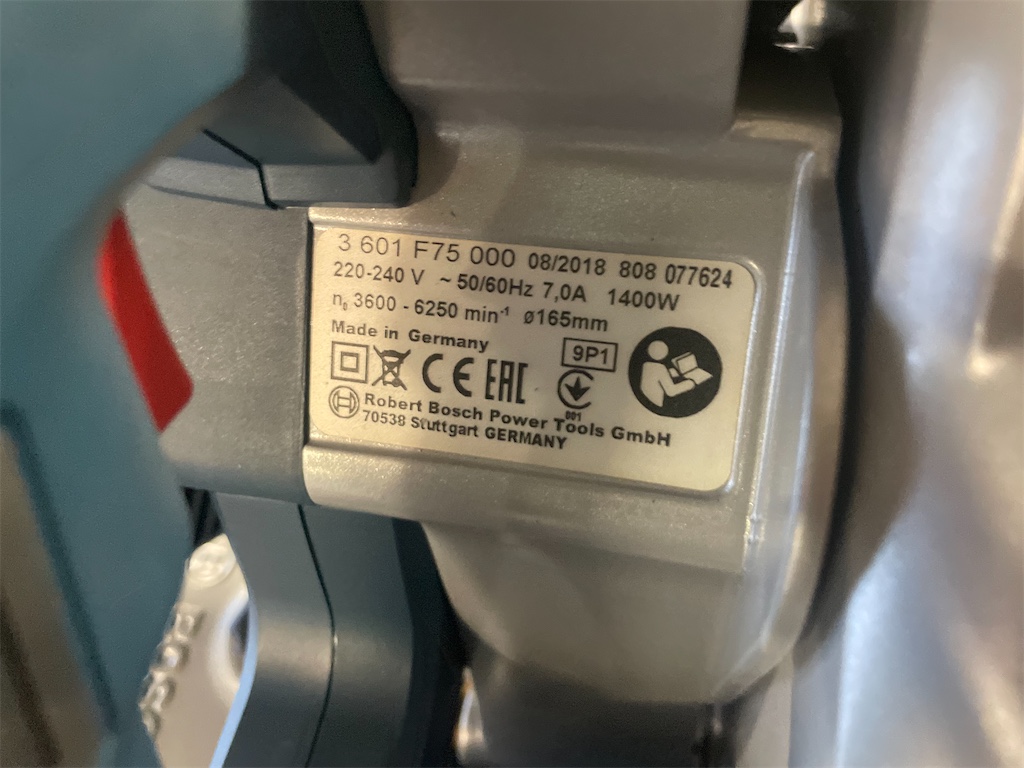 3 601 F75 000 08/2018 808 077624
220-240 V ~ 50/60Hz 7,0A 1400W
n₀ 3600 - 6250 min⁻¹ ø165mm
Made in Germany
9P1
CE EAC
001
Robert Bosch Power Tools GmbH
70538 Stuttgart GERMANY